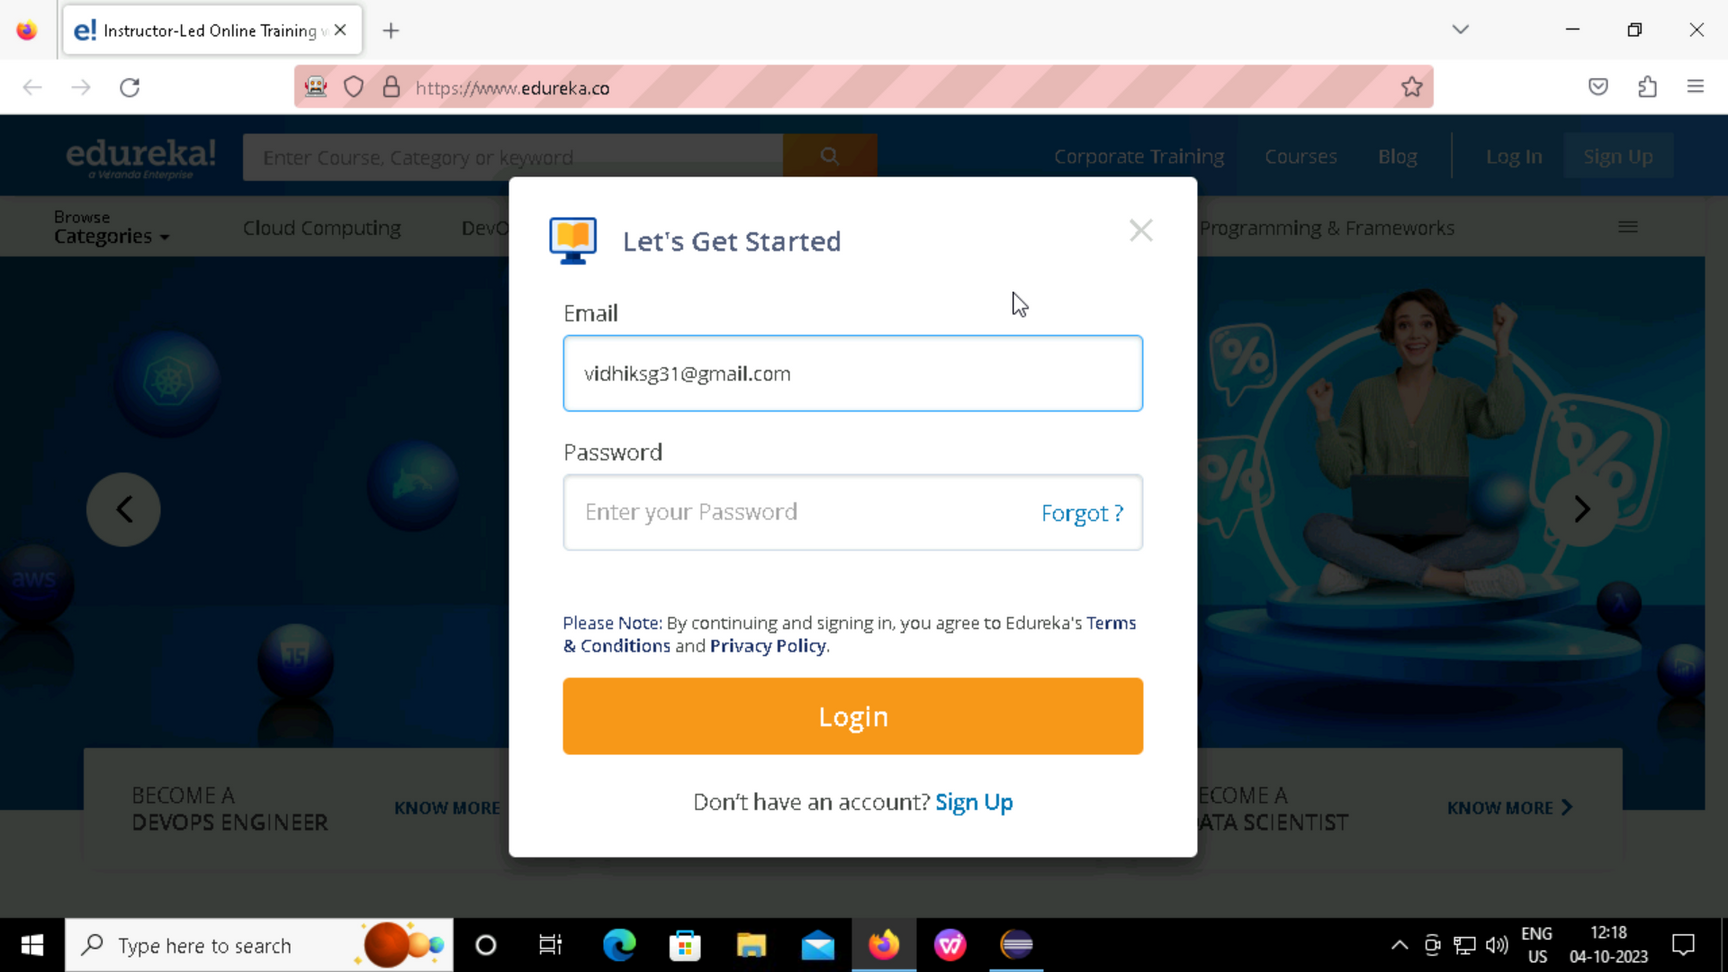 e! Instructor-Led Online Training v
https://www.edureka.co
edureka!
a Veranda Enterprise
Enter Course, Category or keyword
Corporate Training
Courses
Blog
Log In
Sign Up
Browse
Categories
Cloud Computing
DevO
Programming & Frameworks
Let's Get Started
Email
vidhiksg31@gmail.com
Password
Enter your Password
Forgot ?
Please Note: By continuing and signing in, you agree to Edureka's Terms
& Conditions and Privacy Policy.
Login
Don't have an account? Sign Up
aws
JS
% 
%
%
BECOME A
DEVOPS ENGINEER
KNOW MORE
ECOME A
ATA SCIENTIST
KNOW MORE
Type here to search
ENG
US
12:18
04-10-2023